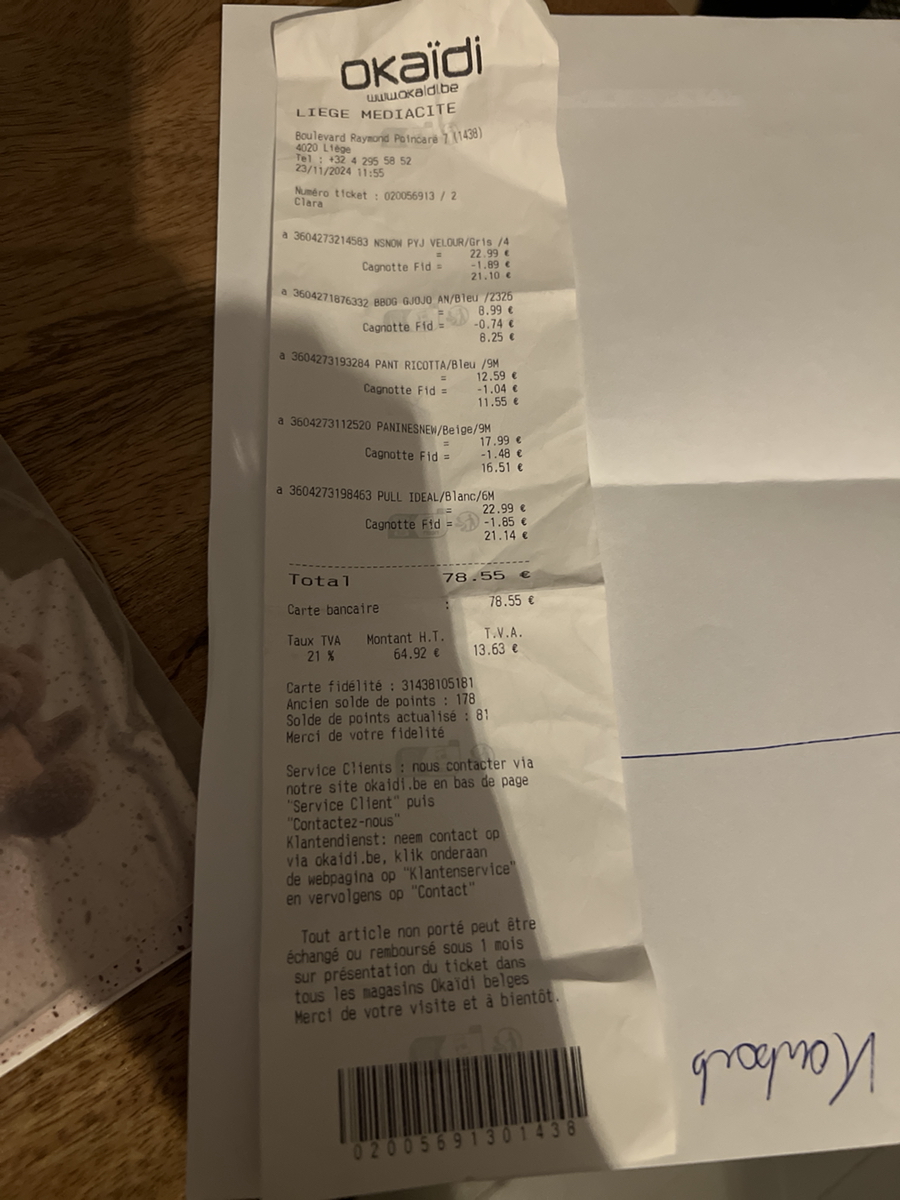 okaïdi
www.okaidi.be
LIEGE MEDIACITE
Boulevard Raymond Poincaré 7 (1438)
4020 Liège
Tel : +32 4 295 58 52
23/11/2024 11:55
Numéro ticket : 020056913 / 2
Clara
a 3604273214583 NSNOW PYJ VELOUR/Gris /4
= 22.99 €
Cagnotte Fid = -1.89 €
21.10 €
a 3604271876332 BBDG GJOJO AN/Bleu /2326
= 8.99 €
Cagnotte Fid = -0.74 €
8.25 €
a 3604273193284 PANT RICOTTA/Bleu /9M
= 12.59 €
Cagnotte Fid = -1.04 €
11.55 €
a 3604273112520 PANINESNEW/Beige/9M
= 17.99 €
Cagnotte Fid = -1.48 €
16.51 €
a 3604273198463 PULL IDEAL/Blanc/6M
= 22.99 €
Cagnotte Fid = -1.85 €
21.14 €
Total 78.55 €
Carte bancaire : 78.55 €
Taux TVA Montant H.T. T.V.A.
21 % 64.92 € 13.63 €
Carte fidélité : 31438105181
Ancien solde de points : 178
Solde de points actualisé : 81
Merci de votre fidelité
Service Clients : nous contacter via
notre site okaidi.be en bas de page
"Service Client" puis
"Contactez-nous"
Klantendienst: neem contact op
via okaidi.be, klik onderaan
de webpagina op "Klantenservice"
en vervolgens op "Contact"
Tout article non porté peut être
échangé ou remboursé sous 1 mois
sur présentation du ticket dans
tous les magasins Okaïdi belges
Merci de votre visite et à bientôt.
02005691301438